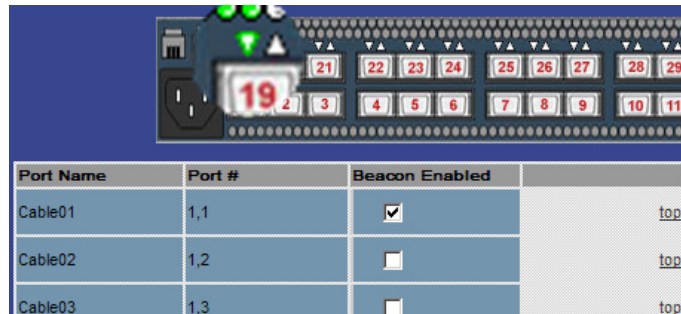 21 22 23 24 25 26 27 28 29
19 2 3 4 5 6 7 8 9 10 11
Port Name Port # Beacon Enabled
Cable01 1,1 top
Cable02 1,2 top
Cable03 1,3 top